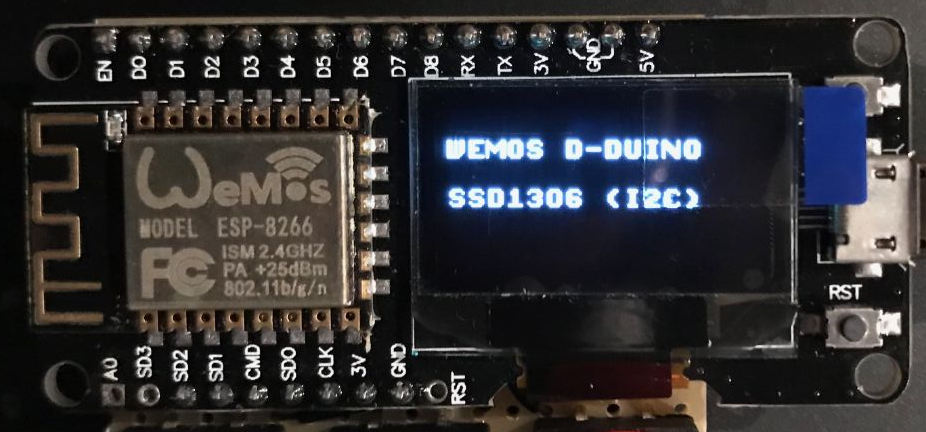 EN D0 D1 D2 D3 D4 D5 D6 D7 D8 RX TX 3V GND 5V
WEMOS D-DUINO
SSD1306 (I2C)
WeMos
MODEL ESP-8266
FC ISM 2.4GHZ
PA +25dBm
802.11b/g/n
RST
A0 SD3 SD2 SD1 CMD SD0 CLK 3V GND RST